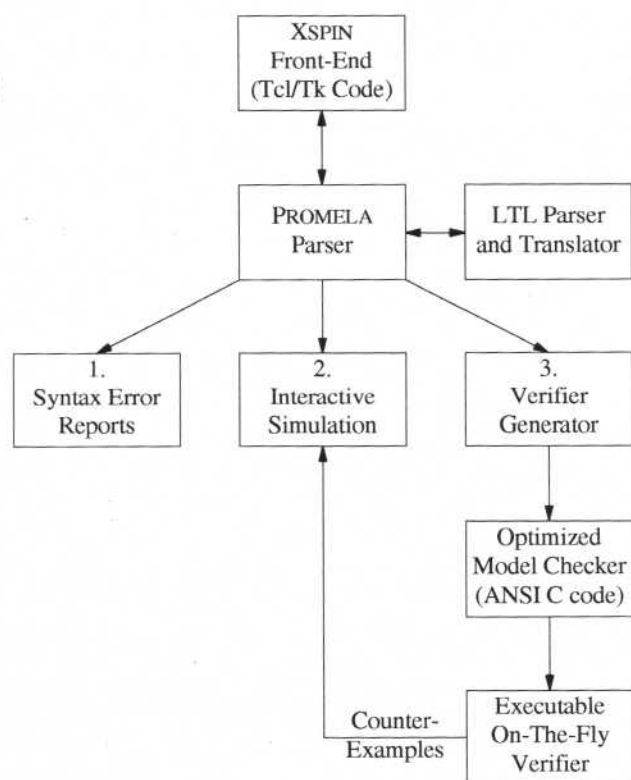 XSPIN
Front-End
(Tcl/Tk Code)
PROMELA
Parser
LTL Parser
and Translator
1.
Syntax Error
Reports
2.
Interactive
Simulation
3.
Verifier
Generator
Optimized
Model Checker
(ANSI C code)
Counter-
Examples
Executable
On-The-Fly
Verifier